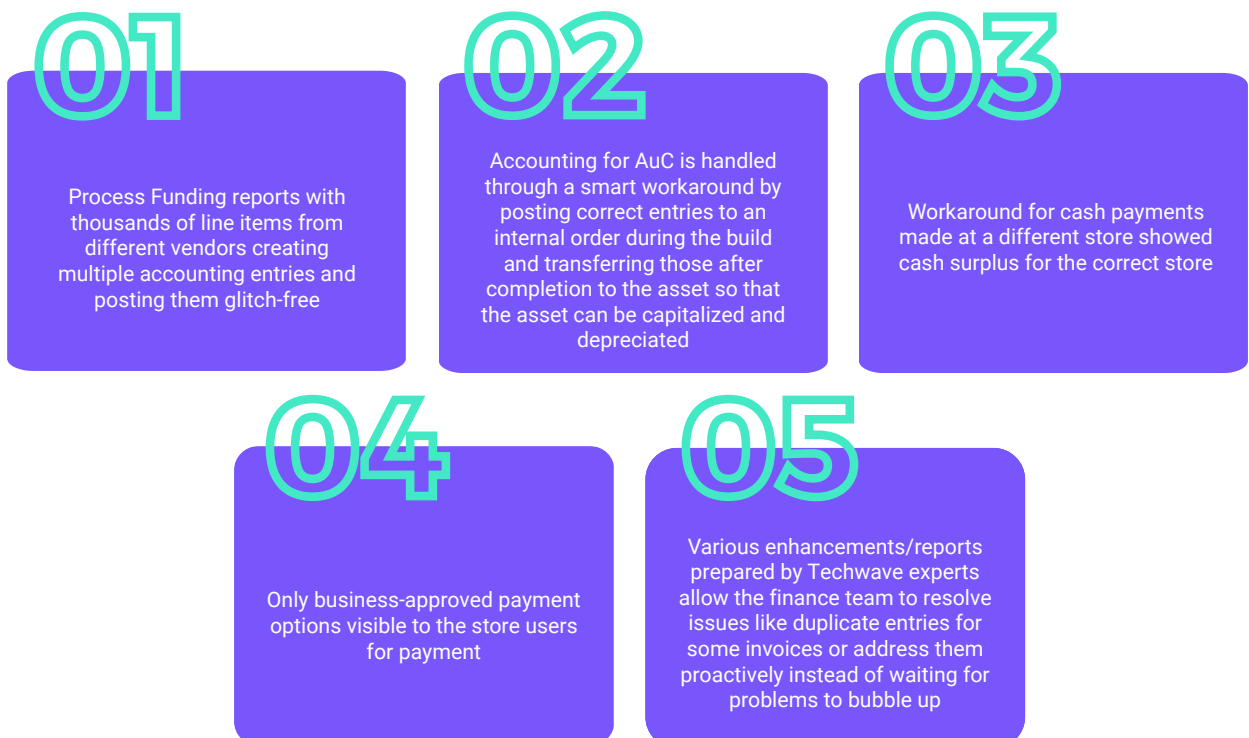 01
Process Funding reports with
thousands of line items from
different vendors creating
multiple accounting entries and
posting them glitch-free
02
Accounting for AuC is handled
through a smart workaround by
posting correct entries to an
internal order during the build
and transferring those after
completion to the asset so that
the asset can be capitalized and
depreciated
03
Workaround for cash payments
made at a different store showed
cash surplus for the correct store
04
Only business-approved payment
options visible to the store users
for payment
05
Various enhancements/reports
prepared by Techwave experts
allow the finance team to resolve
issues like duplicate entries for
some invoices or address them
proactively instead of waiting for
problems to bubble up